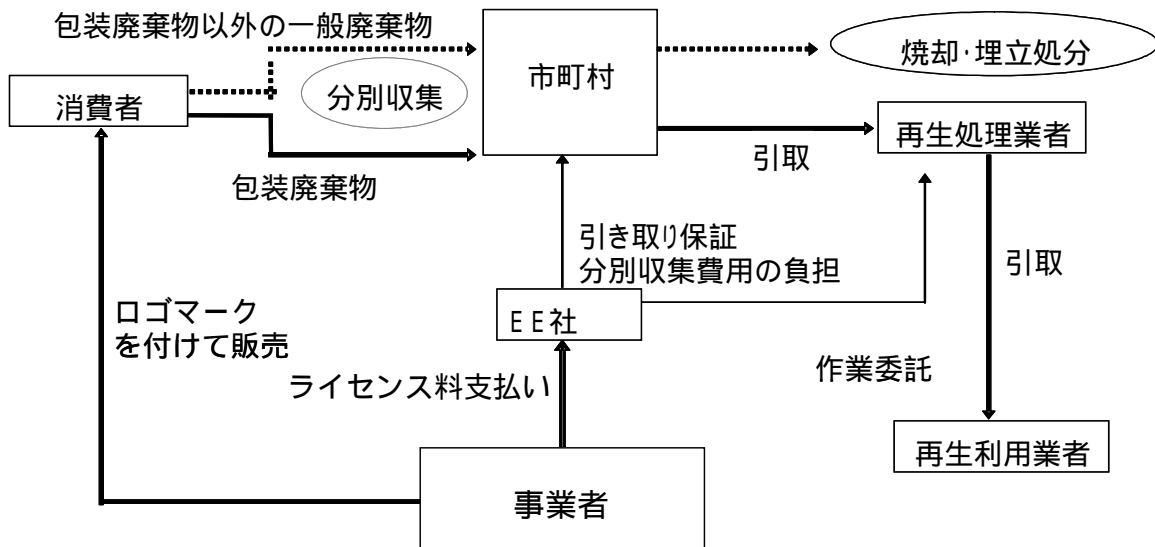 包装廃棄物以外の一般廃棄物
焼却・埋立処分
市町村
消費者
分別収集
再生処理業者
引取
包装廃棄物
引き取り保証
分別収集費用の負担
引取
ロゴマーク
を付けて販売
EE社
作業委託
ライセンス料支払い
再生利用業者
事業者